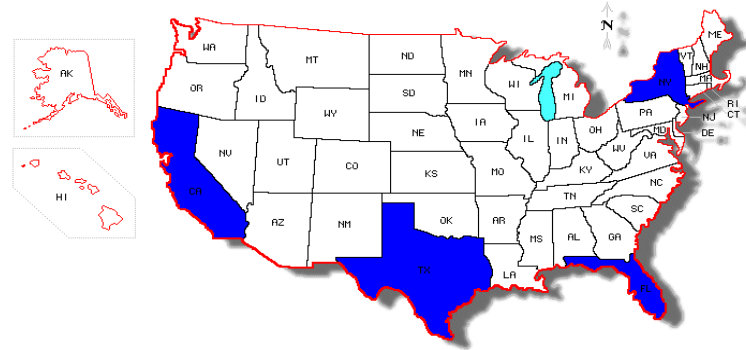 N
ME
WA
VT
NH
MT
ND
MN
AK
OR
WI
MA
NY
ID
SD
MI
WY
RI
CT
PA
NJ
IA
OH
NE
MD
DE
IL
IN
NV
UT
WV
VA
CO
KS
MO
KY
CA
NC
HI
TN
OK
AR
SC
AZ
NM
MS
AL
GA
TX
LA
FL